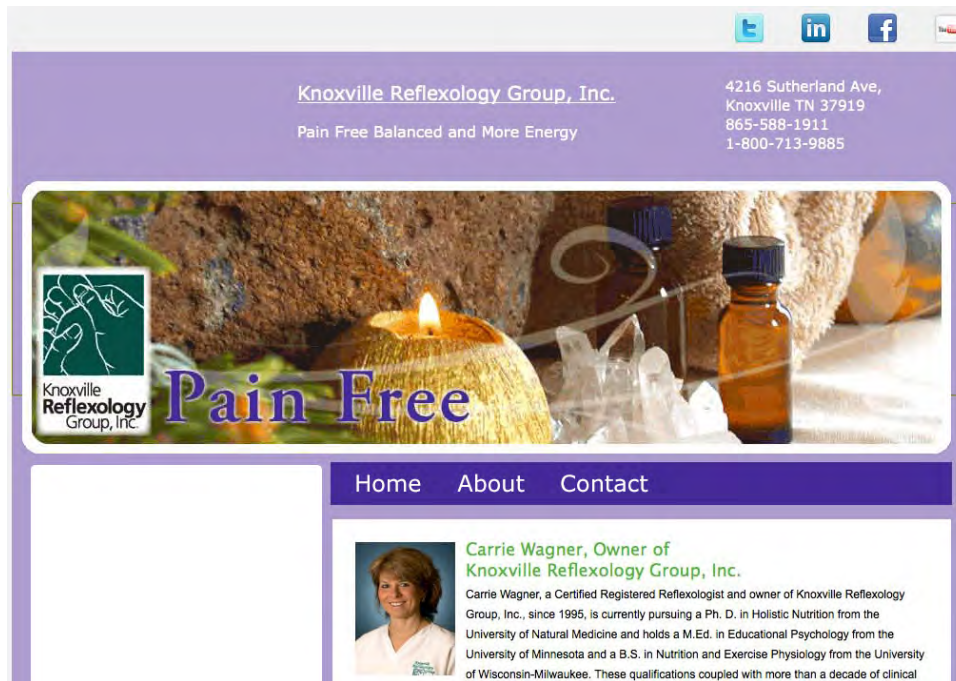 Knoxville Reflexology Group, Inc.
Pain Free Balanced and More Energy
4216 Sutherland Ave,
Knoxville TN 37919
865-588-1911
1-800-713-9885
Knoxville
Reflexology
Group, Inc.
Pain Free
Home About Contact
Carrie Wagner, Owner of
Knoxville Reflexology Group, Inc.
Carrie Wagner, a Certified Registered Reflexologist and owner of Knoxville Reflexology
Group, Inc., since 1995, is currently pursuing a Ph. D. in Holistic Nutrition from the
University of Natural Medicine and holds a M.Ed. in Educational Psychology from the
University of Minnesota and a B.S. in Nutrition and Exercise Physiology from the University
of Wisconsin-Milwaukee. These qualifications coupled with more than a decade of clinical